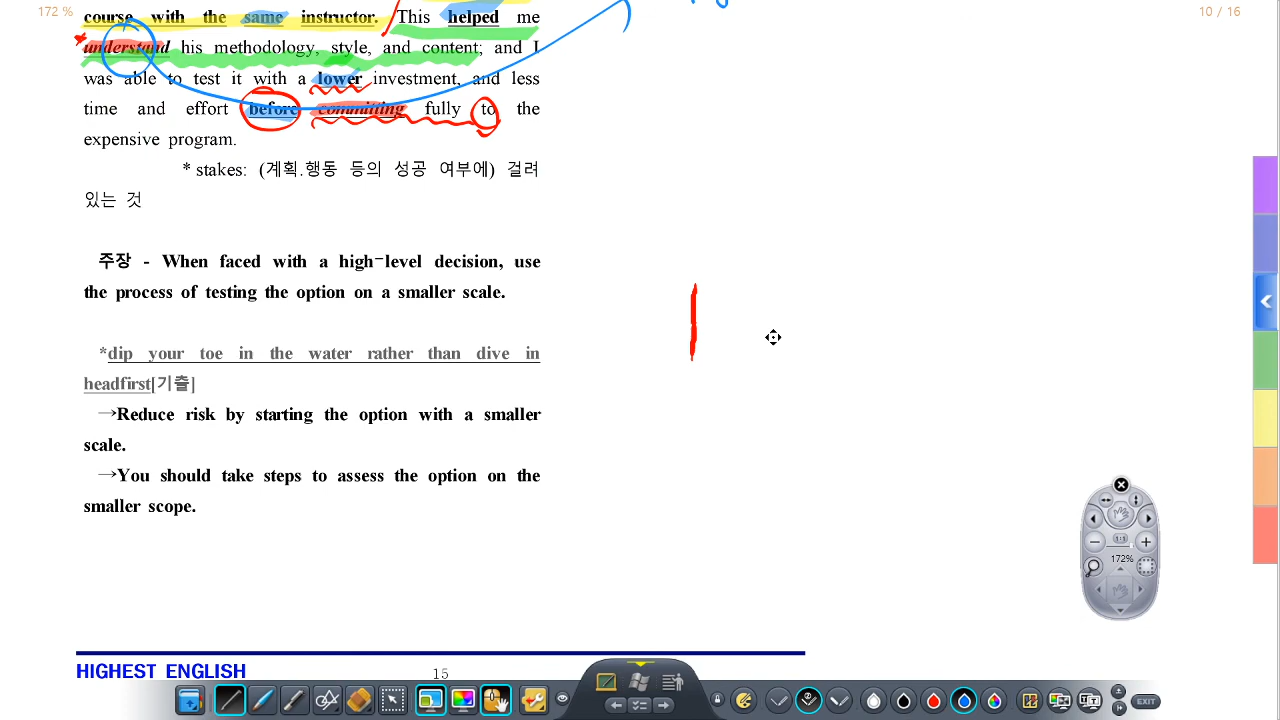 172 %
10 / 16
course with the same instructor. This helped me
understand his methodology, style, and content; and I
was able to test it with a lower investment, and less
time and effort before committing fully to the
expensive program.
* stakes: (계획.행동 등의 성공 여부에) 걸려
있는 것
주장 - When faced with a high-level decision, use
the process of testing the option on a smaller scale.
*dip your toe in the water rather than dive in
headfirst[기출]
→Reduce risk by starting the option with a smaller
scale.
→You should take steps to assess the option on the
smaller scope.
1:1
172%
HIGHEST ENGLISH
15
EXIT